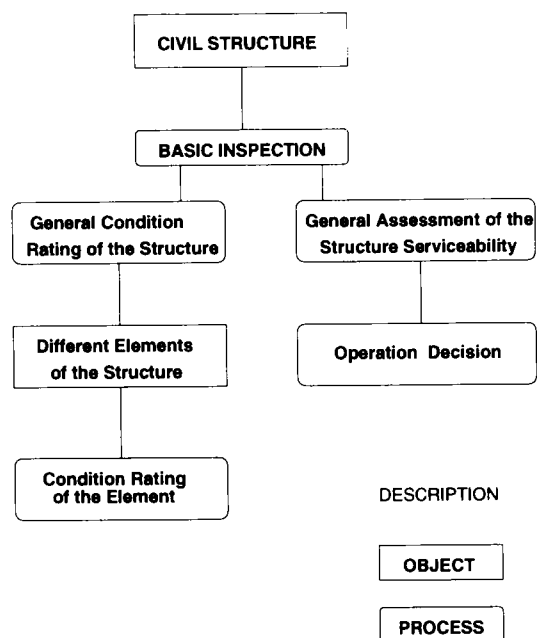 CIVIL STRUCTURE
BASIC INSPECTION
General Condition
Rating of the Structure
General Assessment of the
Structure Serviceability
Different Elements
of the Structure
Operation Decision
Condition Rating
of the Element
DESCRIPTION
OBJECT
PROCESS